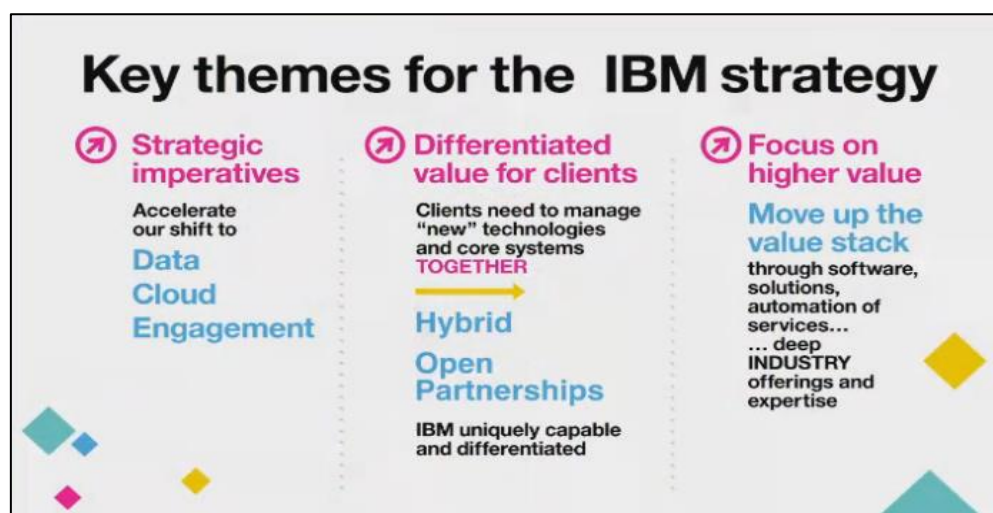 Key themes for the IBM strategy
Strategic
imperatives
Accelerate
our shift to
Data
Cloud
Engagement
Differentiated
value for clients
Clients need to manage
“new” technologies
and core systems
TOGETHER
Hybrid
Open
Partnerships
IBM uniquely capable
and differentiated
Focus on
higher value
Move up the
value stack
through software,
solutions,
automation of
services...
... deep
INDUSTRY
offerings and
expertise